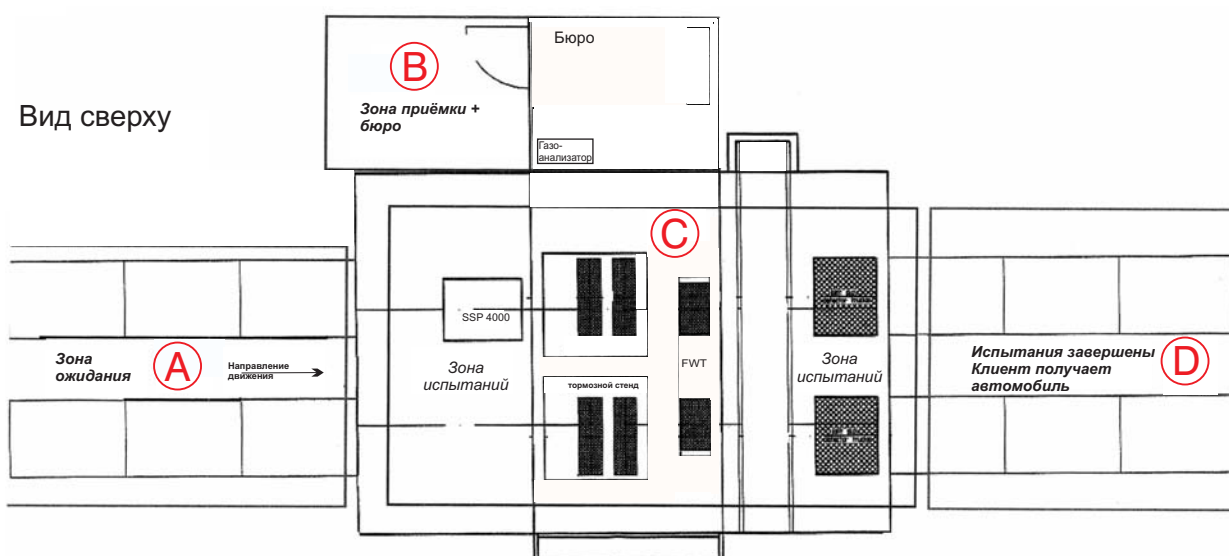 Бюро
B
Зона приёмки +
бюро
Вид сверху
Газо-
анализатор
C
SSP 4000
Зона
испытаний
тормозной стенд
FWT
Зона
испытаний
Зона
ожидания
A
Направление
движения
Испытания завершены
Клиент получает
автомобиль
D